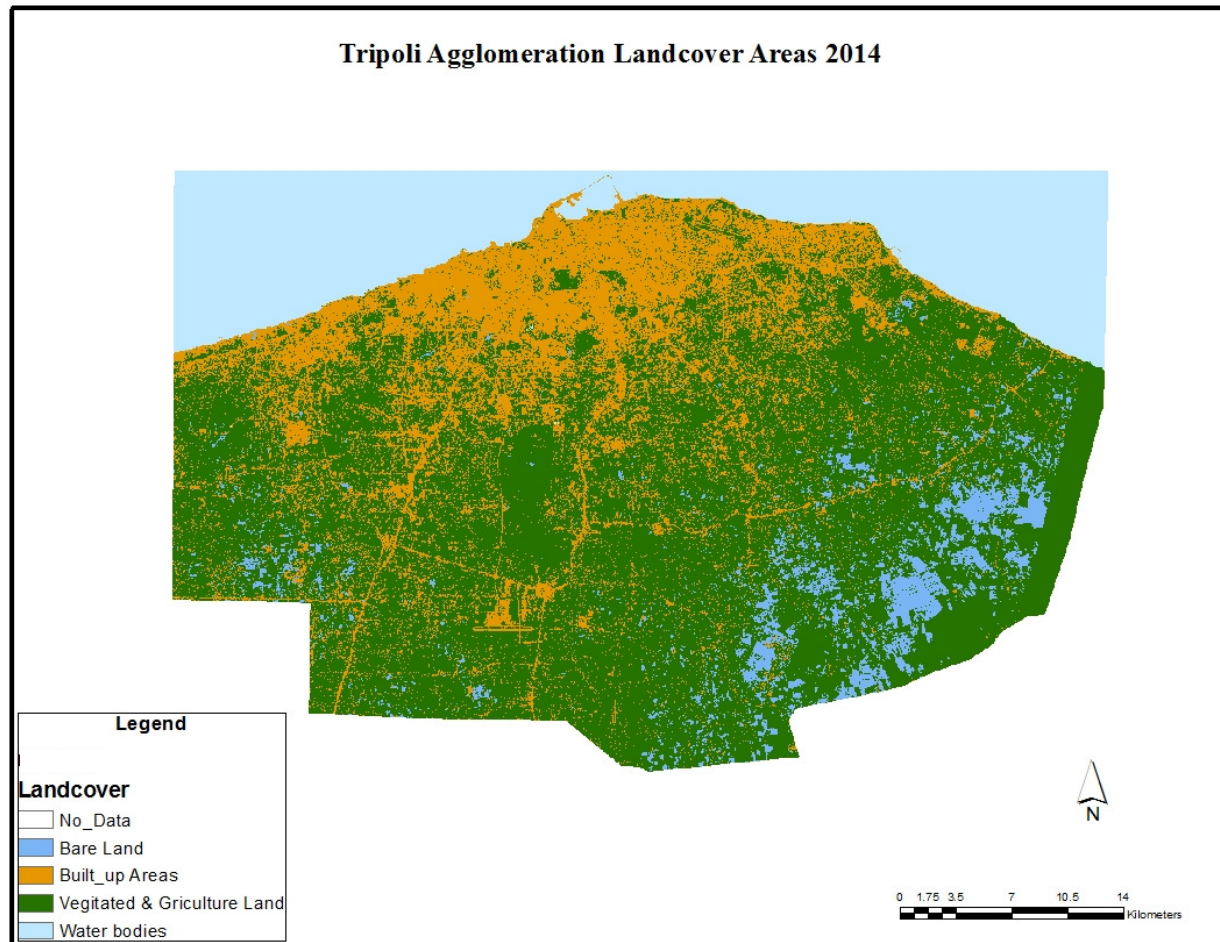 Tripoli Agglomeration Landcover Areas 2014
Legend
Landcover
No_Data
Bare Land
Built_up Areas
Vegitated & Griculture Land
Water bodies
N
0 1.75 3.5 7 10.5 14
Kilometers